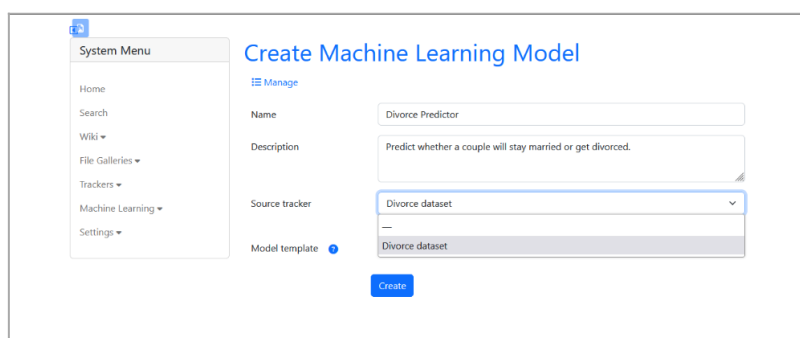 System Menu
Home
Search
Wiki
File Galleries
Trackers
Machine Learning
Settings
Create Machine Learning Model
Manage
Name
Divorce Predictor
Description
Predict whether a couple will stay married or get divorced.
Source tracker
Divorce dataset
—
Divorce dataset
Model template ?
Create